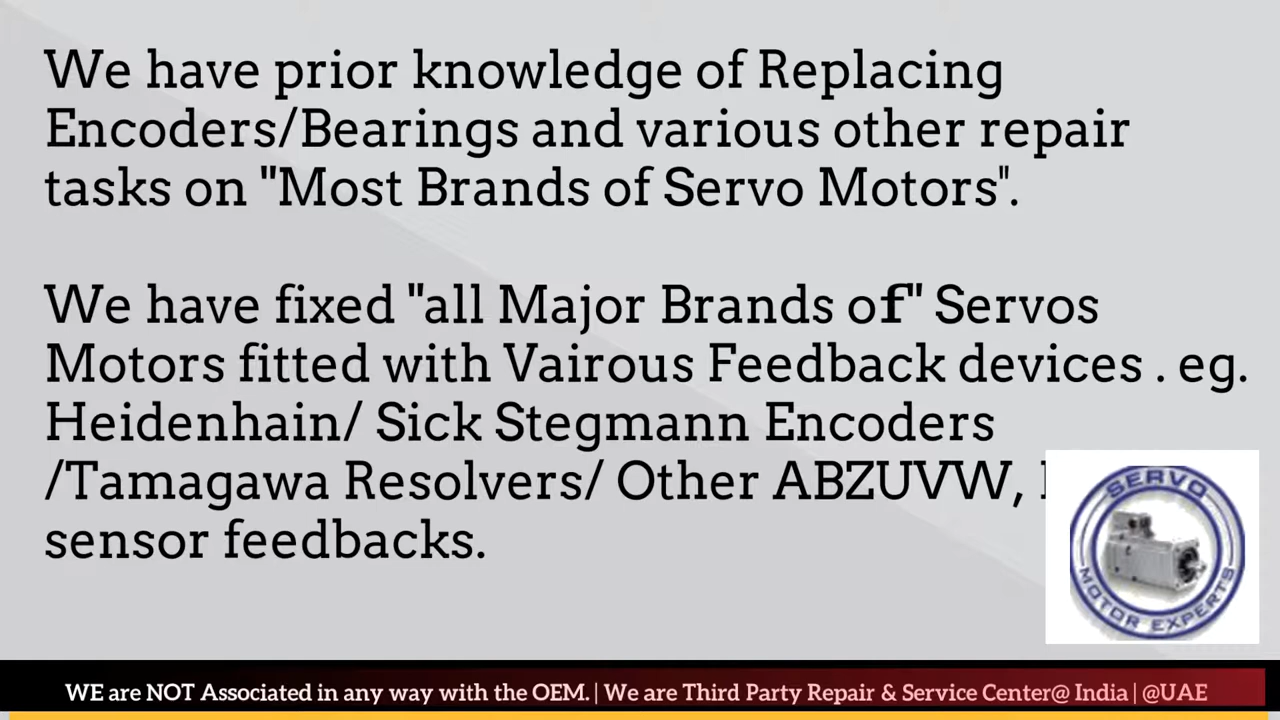 We have prior knowledge of Replacing
Encoders/Bearings and various other repair
tasks on "Most Brands of Servo Motors".
We have fixed "all Major Brands of" Servos
Motors fitted with Vairous Feedback devices . eg.
Heidenhain/ Sick Stegmann Encoders
/Tamagawa Resolvers/ Other ABZUVW,
sensor feedbacks.
SERVO
MOTOR EXPERTS
WE are NOT Associated in any way with the OEM. | We are Third Party Repair & Service Center@ India | @UAE